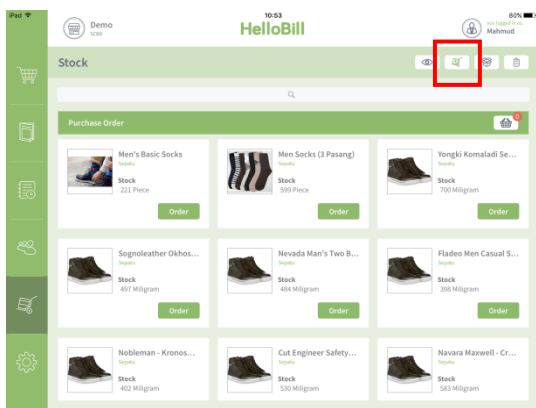 iPad
10:53
80%
Demo
SCBD
HelloBill
you logged in as,
Mahmud
Stock
Purchase Order
0
Men's Basic Socks
Sepatu
Stock
221 Piece
Order
Men Socks (3 Pasang)
Sepatu
Stock
599 Piece
Order
Yongki Komaladi Se...
Sepatu
Stock
700 Miligram
Order
Sognoleather Okhos...
Sepatu
Stock
497 Miligram
Order
Nevada Man's Two B...
Sepatu
Stock
484 Miligram
Order
Fladeo Men Casual S...
Sepatu
Stock
398 Miligram
Order
Nobleman - Kronos...
Sepatu
Stock
402 Miligram
Cut Engineer Safety...
Sepatu
Stock
530 Miligram
Navara Maxwell - Cr...
Sepatu
Stock
583 Miligram